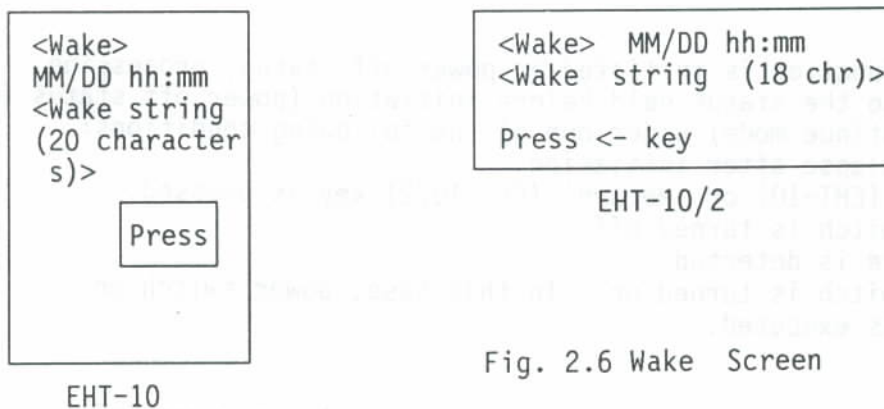 <Wake>
MM/DD hh:mm
<Wake string
(20 character
s)>
Press
EHT-10
<Wake> MM/DD hh:mm
<Wake string (18 chr)>
Press <- key
EHT-10/2
Fig. 2.6 Wake Screen